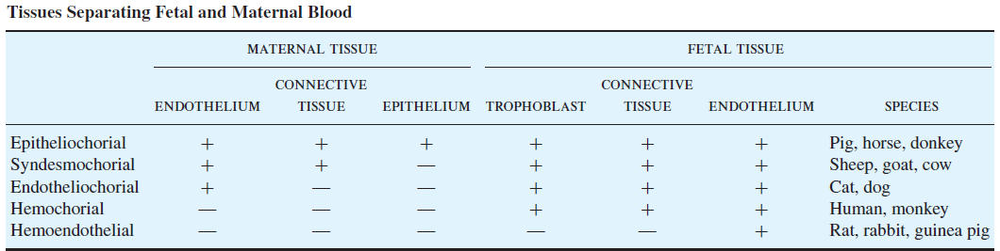 Tissues Separating Fetal and Maternal Blood
MATERNAL TISSUE FETAL TISSUE
CONNECTIVE CONNECTIVE
ENDOTHELIUM TISSUE EPITHELIUM TROPHOBLAST TISSUE ENDOTHELIUM SPECIES
Epitheliochorial + + + + + + Pig, horse, donkey
Syndesmochorial + + — + + + Sheep, goat, cow
Endotheliochorial + — — + + + Cat, dog
Hemochorial — — — + + + Human, monkey
Hemoendothelial — — — — — + Rat, rabbit, guinea pig